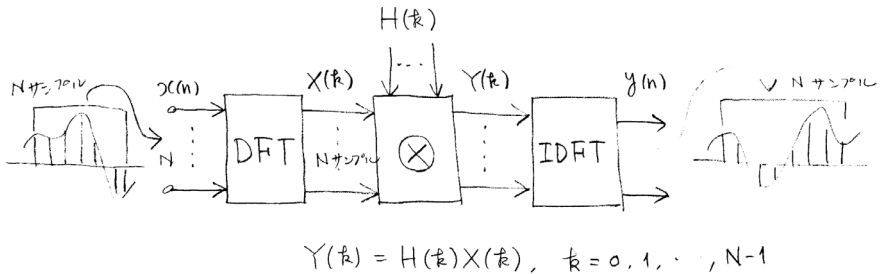 H(k)
...
Nサンプル
x(n)
X(k)
Y(k)
y(n)
Nサンプル
N
DFT
Nサンプル
×
IDFT
Y(k) = H(k)X(k), k = 0, 1, ..., N-1